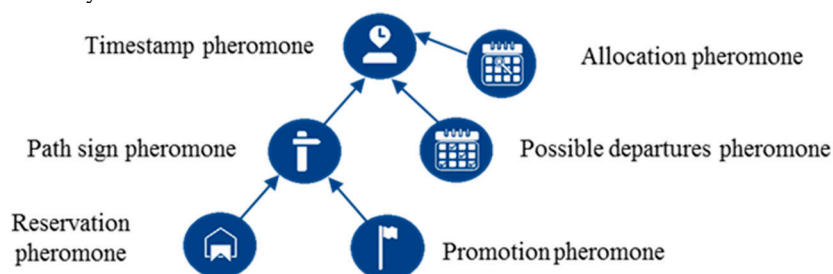 Timestamp pheromone
Allocation pheromone
Path sign pheromone
Possible departures pheromone
Reservation
pheromone
Promotion pheromone